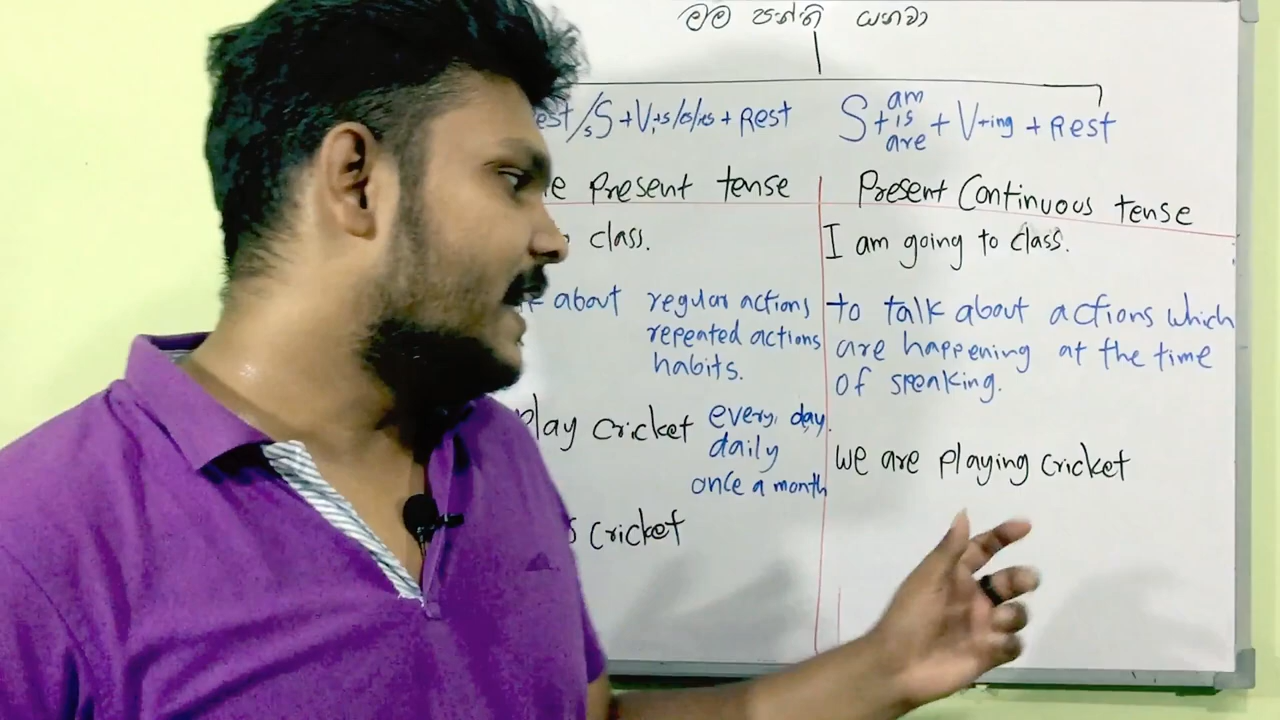 මම පන්ති යනවා
est/s S + V+s/es/ies + Rest
S + am is are + V+ing + Rest
Present tense
Present Continuous tense
class.
I am going to class.
about regular actions
repeated actions
habits.
to talk about actions which
are happening at the time
of speaking.
play cricket every day.
daily
once a month
we are playing cricket
s cricket